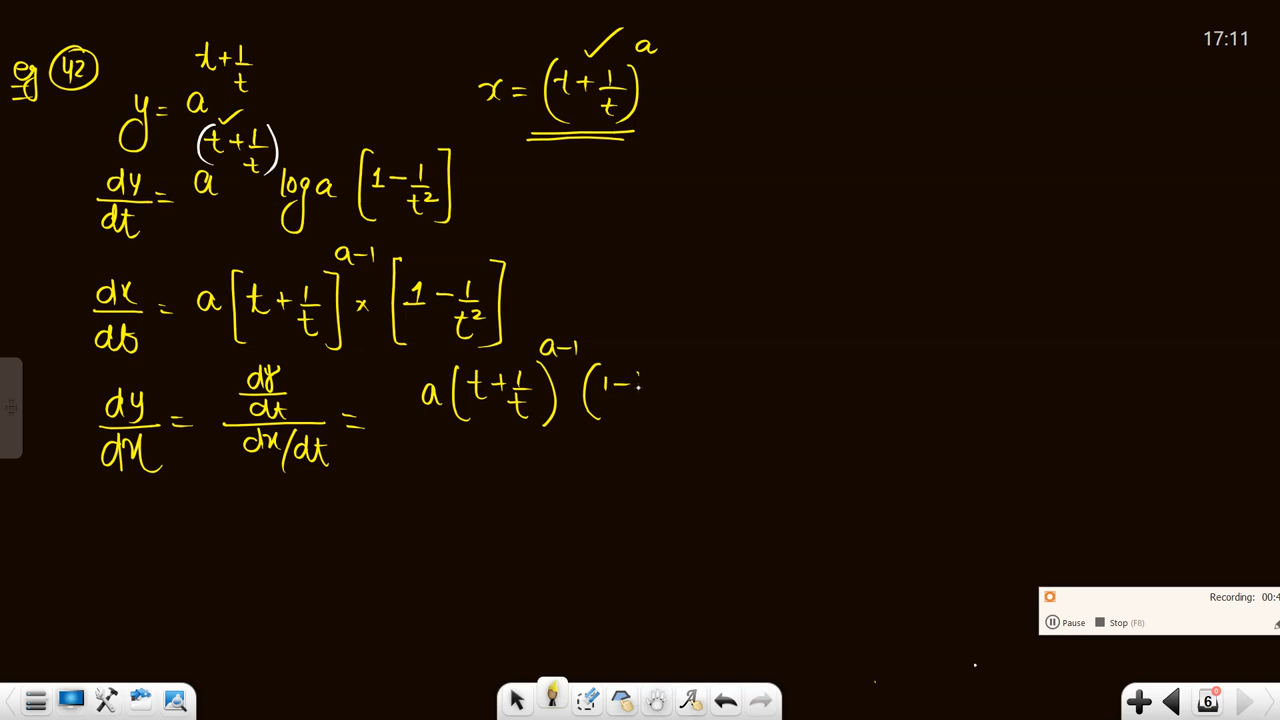 17:11
eg 42
y = a^(t + 1/t)    x = (t + 1/t)^a
dy/dt = a^(t + 1/t) log a [1 - 1/t²]
dx/dt = a [t + 1/t]^(a-1) × [1 - 1/t²]
dy/dx = (dy/dt)/(dx/dt) = a (t + 1/t)^(a-1) (1 -
Recording: 00:4
Pause Stop (F8)
6
0